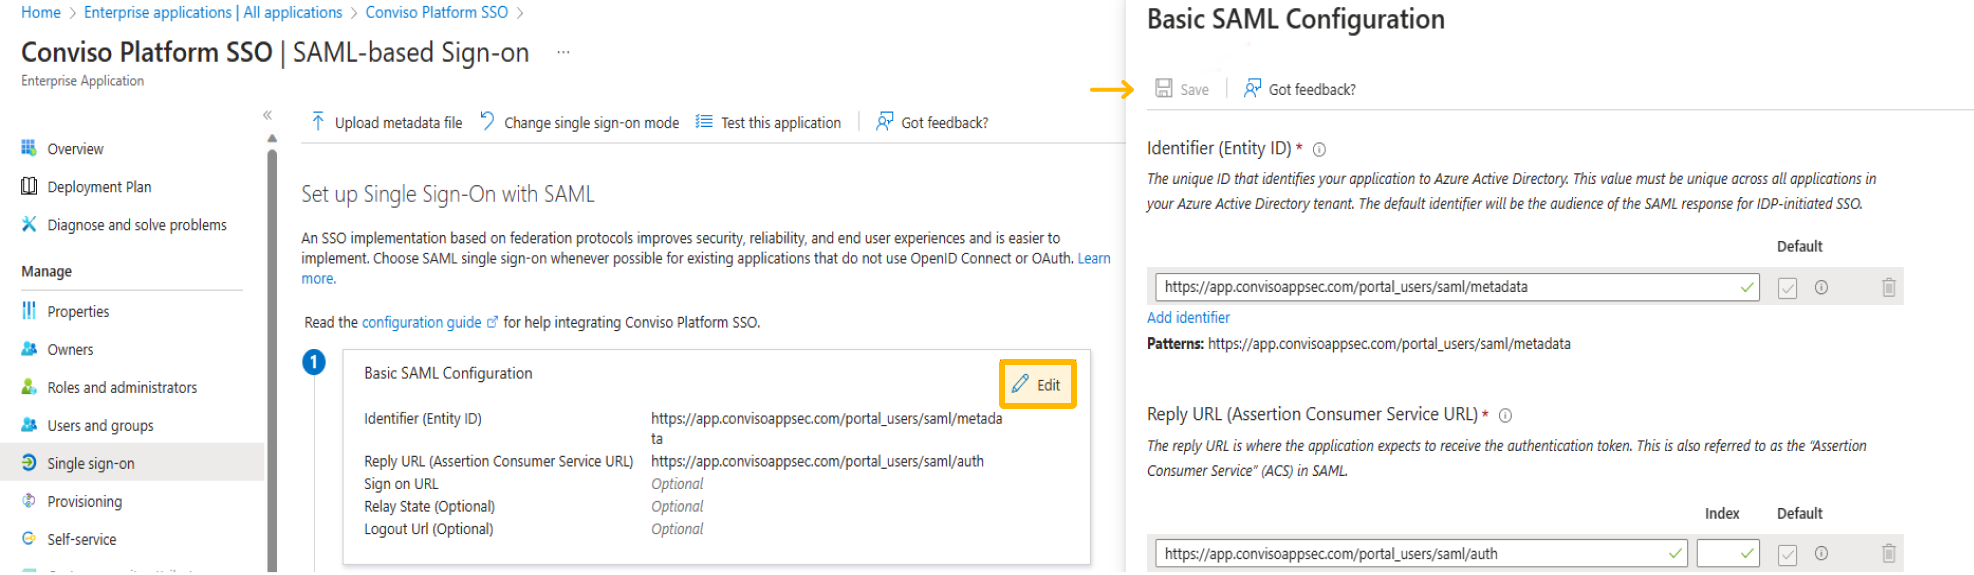 Home > Enterprise applications | All applications > Conviso Platform SSO >
Conviso Platform SSO | SAML-based Sign-on ...
Enterprise Application
«
Overview
Deployment Plan
Diagnose and solve problems
Manage
Properties
Owners
Roles and administrators
Users and groups
Single sign-on
Provisioning
Self-service
Upload metadata file
Change single sign-on mode
Test this application
Got feedback?
Set up Single Sign-On with SAML
An SSO implementation based on federation protocols improves security, reliability, and end user experiences and is easier to
implement. Choose SAML single sign-on whenever possible for existing applications that do not use OpenID Connect or OAuth. Learn
more.
Read the configuration guide for help integrating Conviso Platform SSO.
1
Basic SAML Configuration
Edit
Identifier (Entity ID) https://app.convisoappsec.com/portal_users/saml/metada
ta
Reply URL (Assertion Consumer Service URL) https://app.convisoappsec.com/portal_users/saml/auth
Sign on URL Optional
Relay State (Optional) Optional
Logout Url (Optional) Optional
Basic SAML Configuration
Save
Got feedback?
Identifier (Entity ID) *
The unique ID that identifies your application to Azure Active Directory. This value must be unique across all applications in
your Azure Active Directory tenant. The default identifier will be the audience of the SAML response for IDP-initiated SSO.
Default
https://app.convisoappsec.com/portal_users/saml/metadata
Add identifier
Patterns: https://app.convisoappsec.com/portal_users/saml/metadata
Reply URL (Assertion Consumer Service URL) *
The reply URL is where the application expects to receive the authentication token. This is also referred to as the “Assertion
Consumer Service” (ACS) in SAML.
Index Default
https://app.convisoappsec.com/portal_users/saml/auth